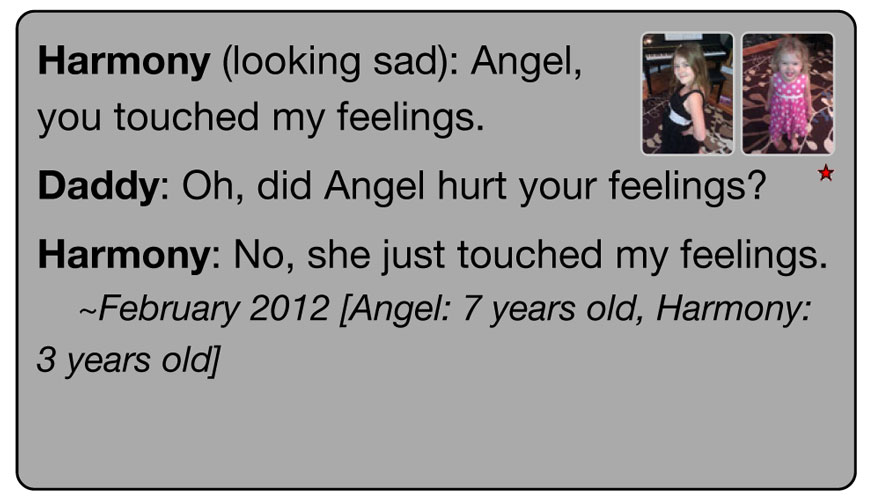 Harmony (looking sad): Angel,
you touched my feelings.
Daddy: Oh, did Angel hurt your feelings?
Harmony: No, she just touched my feelings.
~February 2012 [Angel: 7 years old, Harmony:
3 years old]